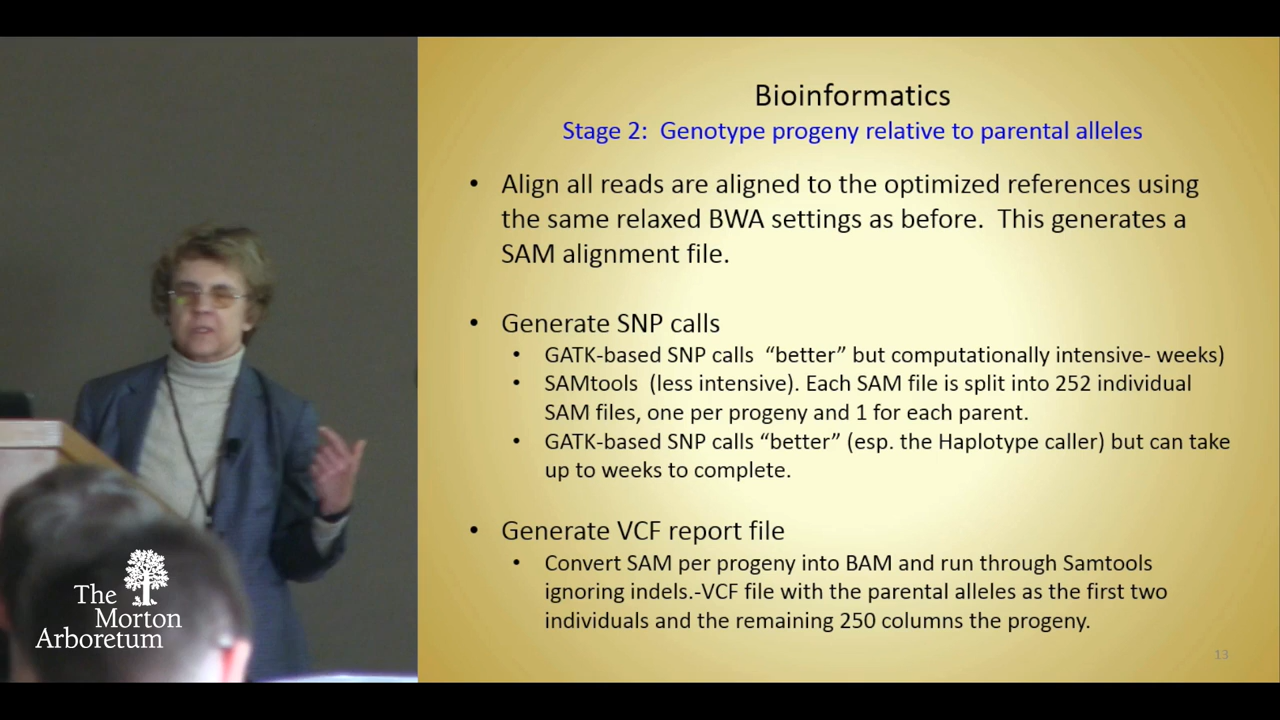 Bioinformatics
Stage 2:  Genotype progeny relative to parental alleles
• Align all reads are aligned to the optimized references using
the same relaxed BWA settings as before.  This generates a
SAM alignment file.
• Generate SNP calls
• GATK-based SNP calls  “better” but computationally intensive- weeks)
• SAMtools  (less intensive). Each SAM file is split into 252 individual
SAM files, one per progeny and 1 for each parent.
• GATK-based SNP calls “better” (esp. the Haplotype caller) but can take
up to weeks to complete.
• Generate VCF report file
• Convert SAM per progeny into BAM and run through Samtools
ignoring indels.-VCF file with the parental alleles as the first two
individuals and the remaining 250 columns the progeny.
13
The
Morton
Arboretum